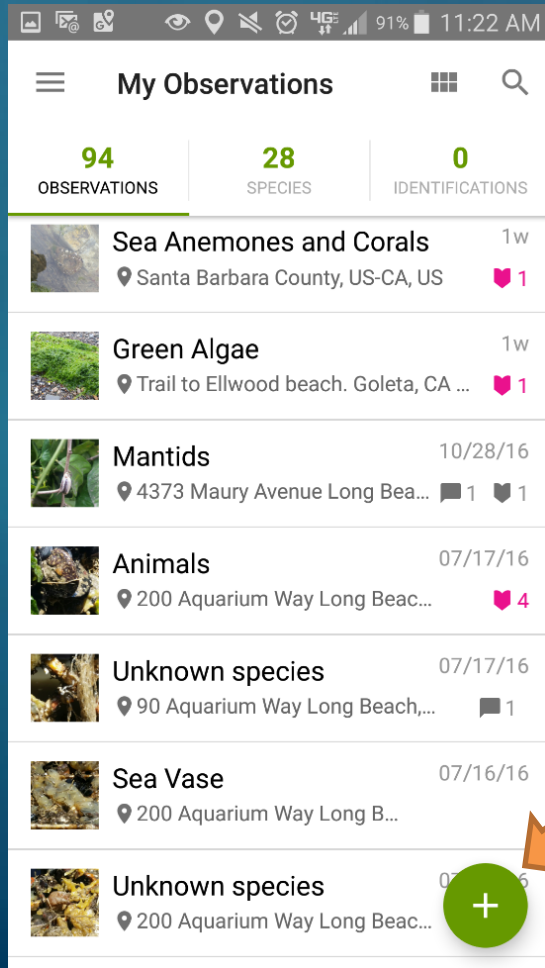 91% 11:22 AM
My Observations
94 28 0
OBSERVATIONS SPECIES IDENTIFICATIONS
Sea Anemones and Corals 1w
Santa Barbara County, US-CA, US 1
Green Algae 1w
Trail to Ellwood beach. Goleta, CA ... 1
Mantids 10/28/16
4373 Maury Avenue Long Bea... 1 1
Animals 07/17/16
200 Aquarium Way Long Beac... 4
Unknown species 07/17/16
90 Aquarium Way Long Beach,... 1
Sea Vase 07/16/16
200 Aquarium Way Long B...
Unknown species
200 Aquarium Way Long Beac...
+